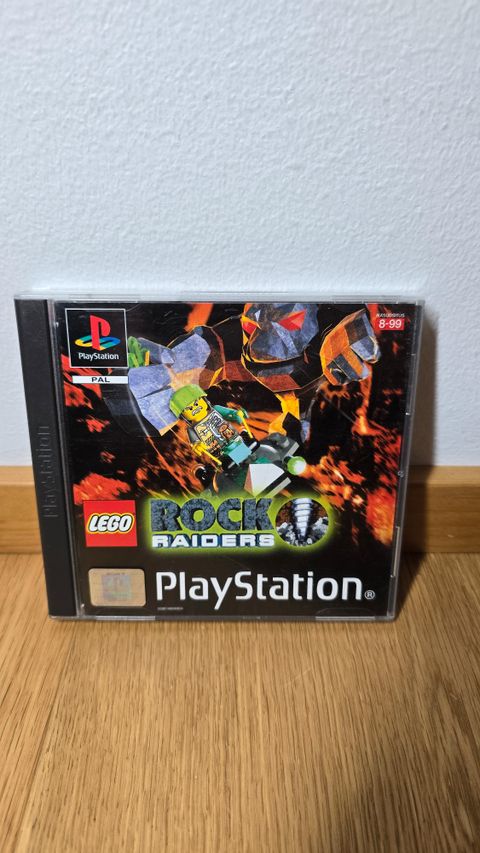 PlayStation
PlayStation
PAL
8-99
LEGO
ROCK
RAIDERS
PlayStation®